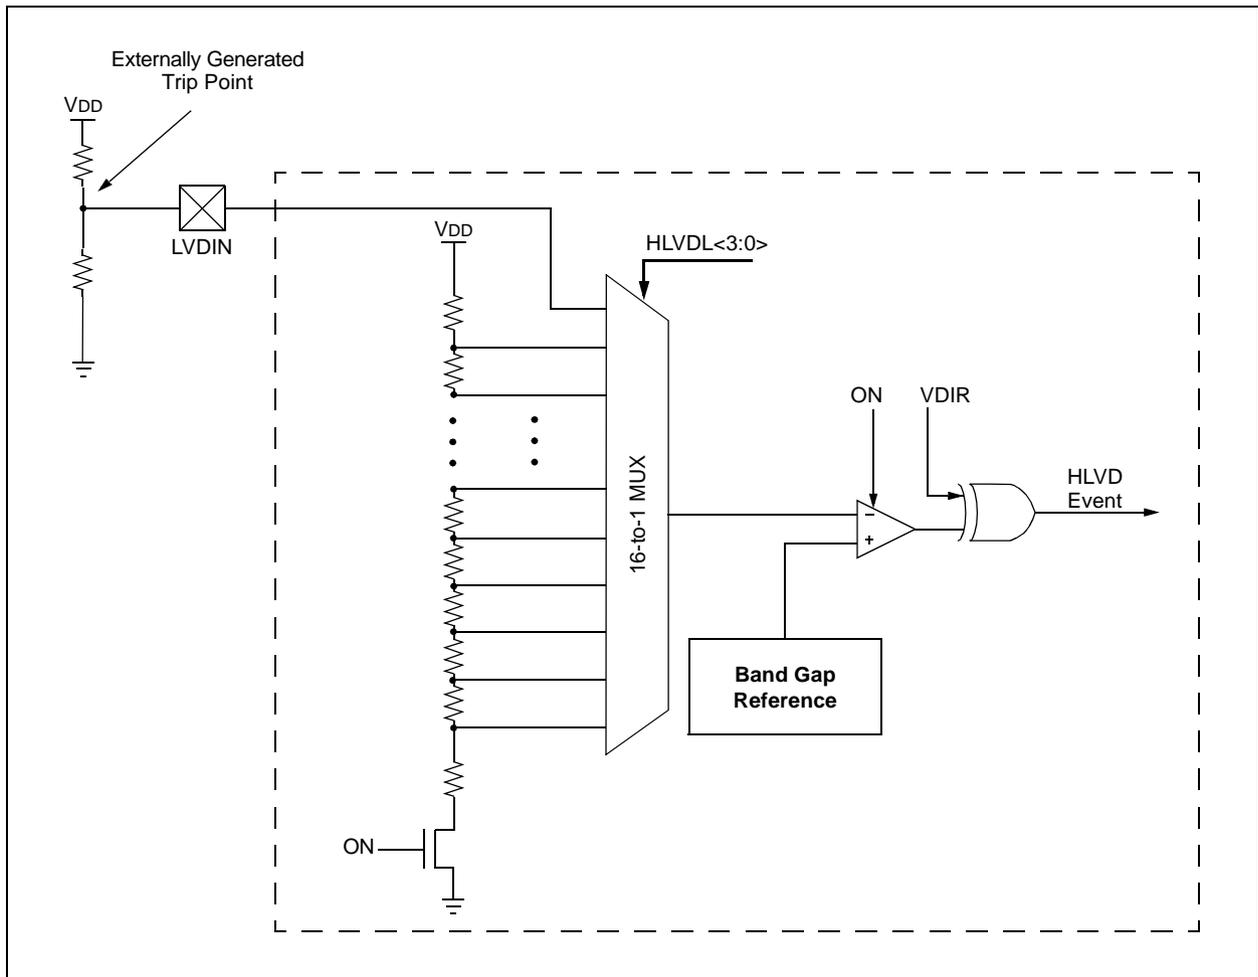 Externally Generated
Trip Point
VDD
LVDIN
VDD
HLVDL<3:0>
ON
VDIR
HLVD
Event
16-to-1 MUX
−
+
Band Gap
Reference
ON